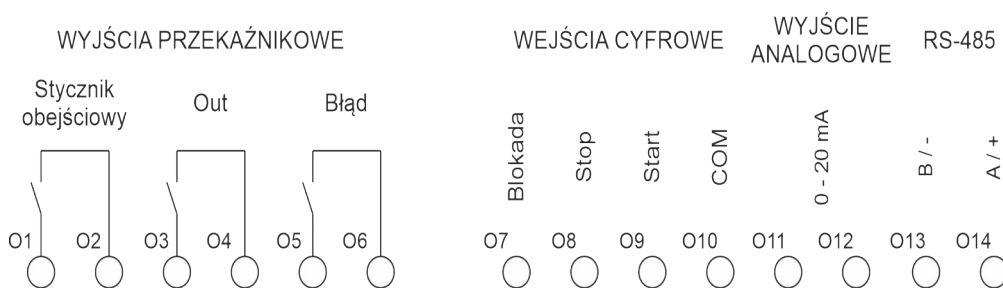 WYJŚCIA PRZEKAŹNIKOWE
Stycznik
obejściowy
Out
Błąd
O1
O2
O3
O4
O5
O6
WEJŚCIA CYFROWE
WYJŚCIE
ANALOGOWE
RS-485
Blokada
Stop
Start
COM
0 - 20 mA
B / -
A / +
O7
O8
O9
O10
O11
O12
O13
O14